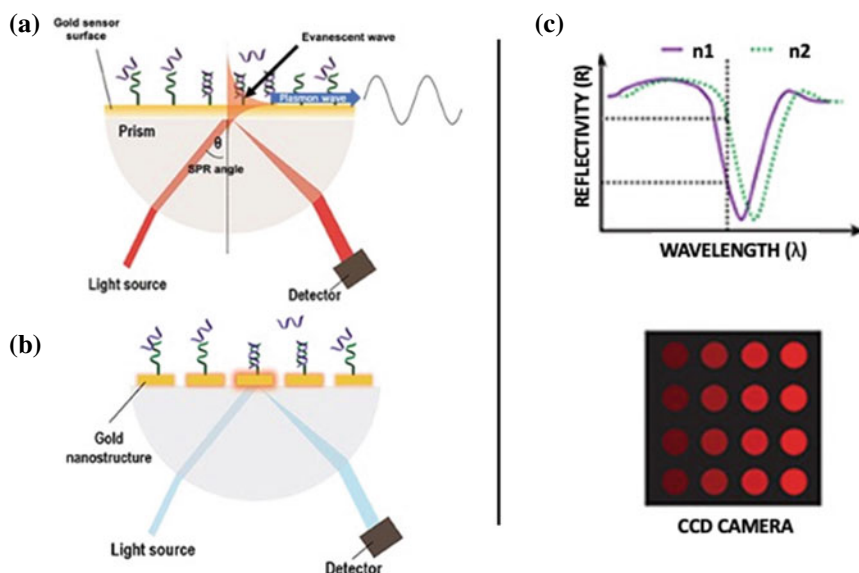 (a)
Gold sensor
surface
Evanescent wave
Plasmon wave
Prism
θ
SPR angle
Light source
Detector
(b)
Gold
nanostructure
Light source
Detector
(c)
n1 n2
REFLECTIVITY (R)
WAVELENGTH (λ)
CCD CAMERA